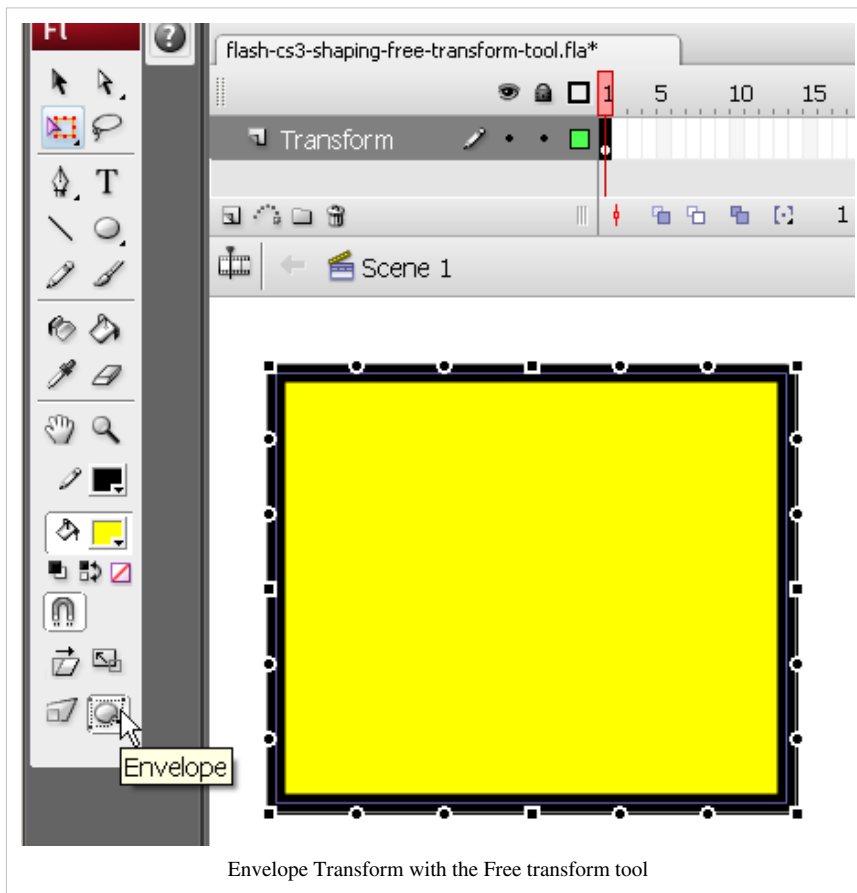 Fl
flash-cs3-shaping-free-transform-tool.fla*
1 5 10 15
Transform
1
Scene 1
T
Envelope
Envelope Transform with the Free transform tool